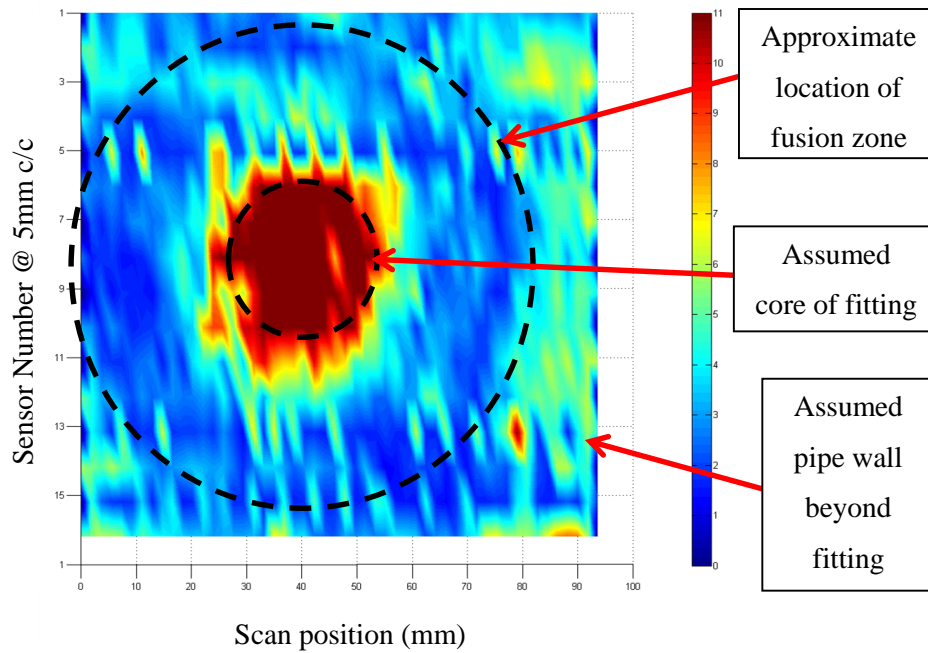 1
3
5
7
9
11
13
15
1
Sensor Number @ 5mm c/c
0
10
20
30
40
50
60
70
80
90
100
Scan position (mm)
11
10
9
8
7
6
5
4
3
2
1
0
Approximate
location of
fusion zone
Assumed
core of fitting
Assumed
pipe wall
beyond
fitting